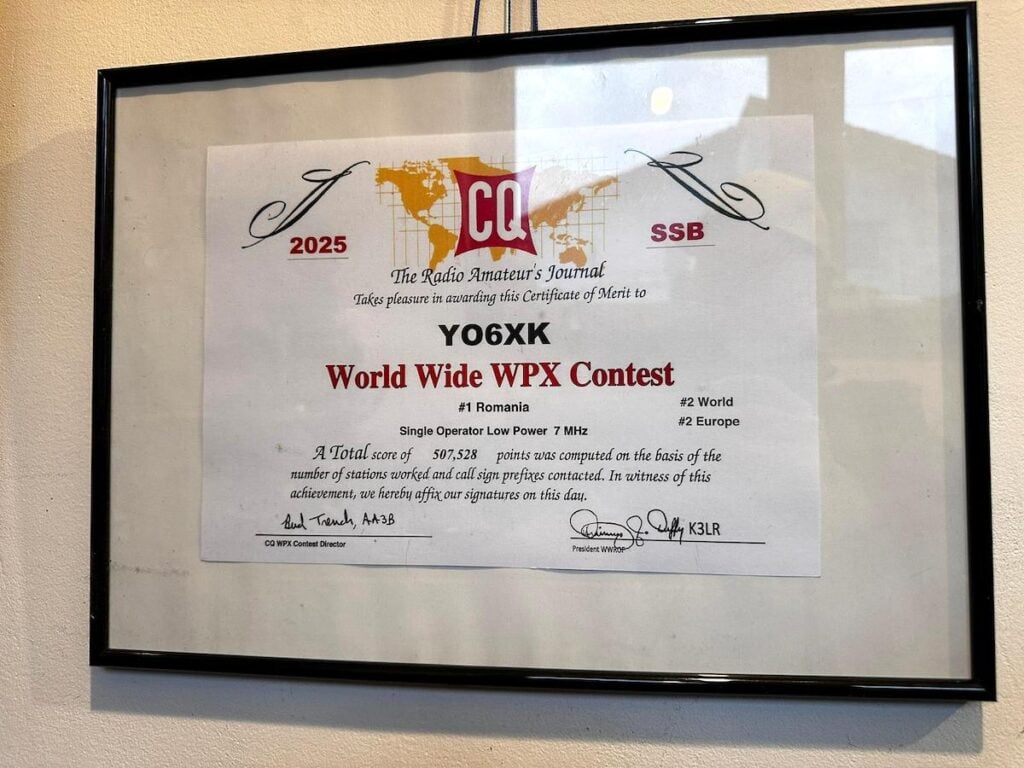 2025
CQ
SSB
The Radio Amateur's Journal
Takes pleasure in awarding this Certificate of Merit to
YO6XK
World Wide WPX Contest
#1 Romania
#2 World
#2 Europe
Single Operator Low Power 7 MHz
A Total score of 507,528 points was computed on the basis of the
number of stations worked and call sign prefixes contacted. In witness of this
achievement, we hereby affix our signatures on this day.
Bud Trench, AA3B
K3LR
CQ WPX Contest Director
President WWROF